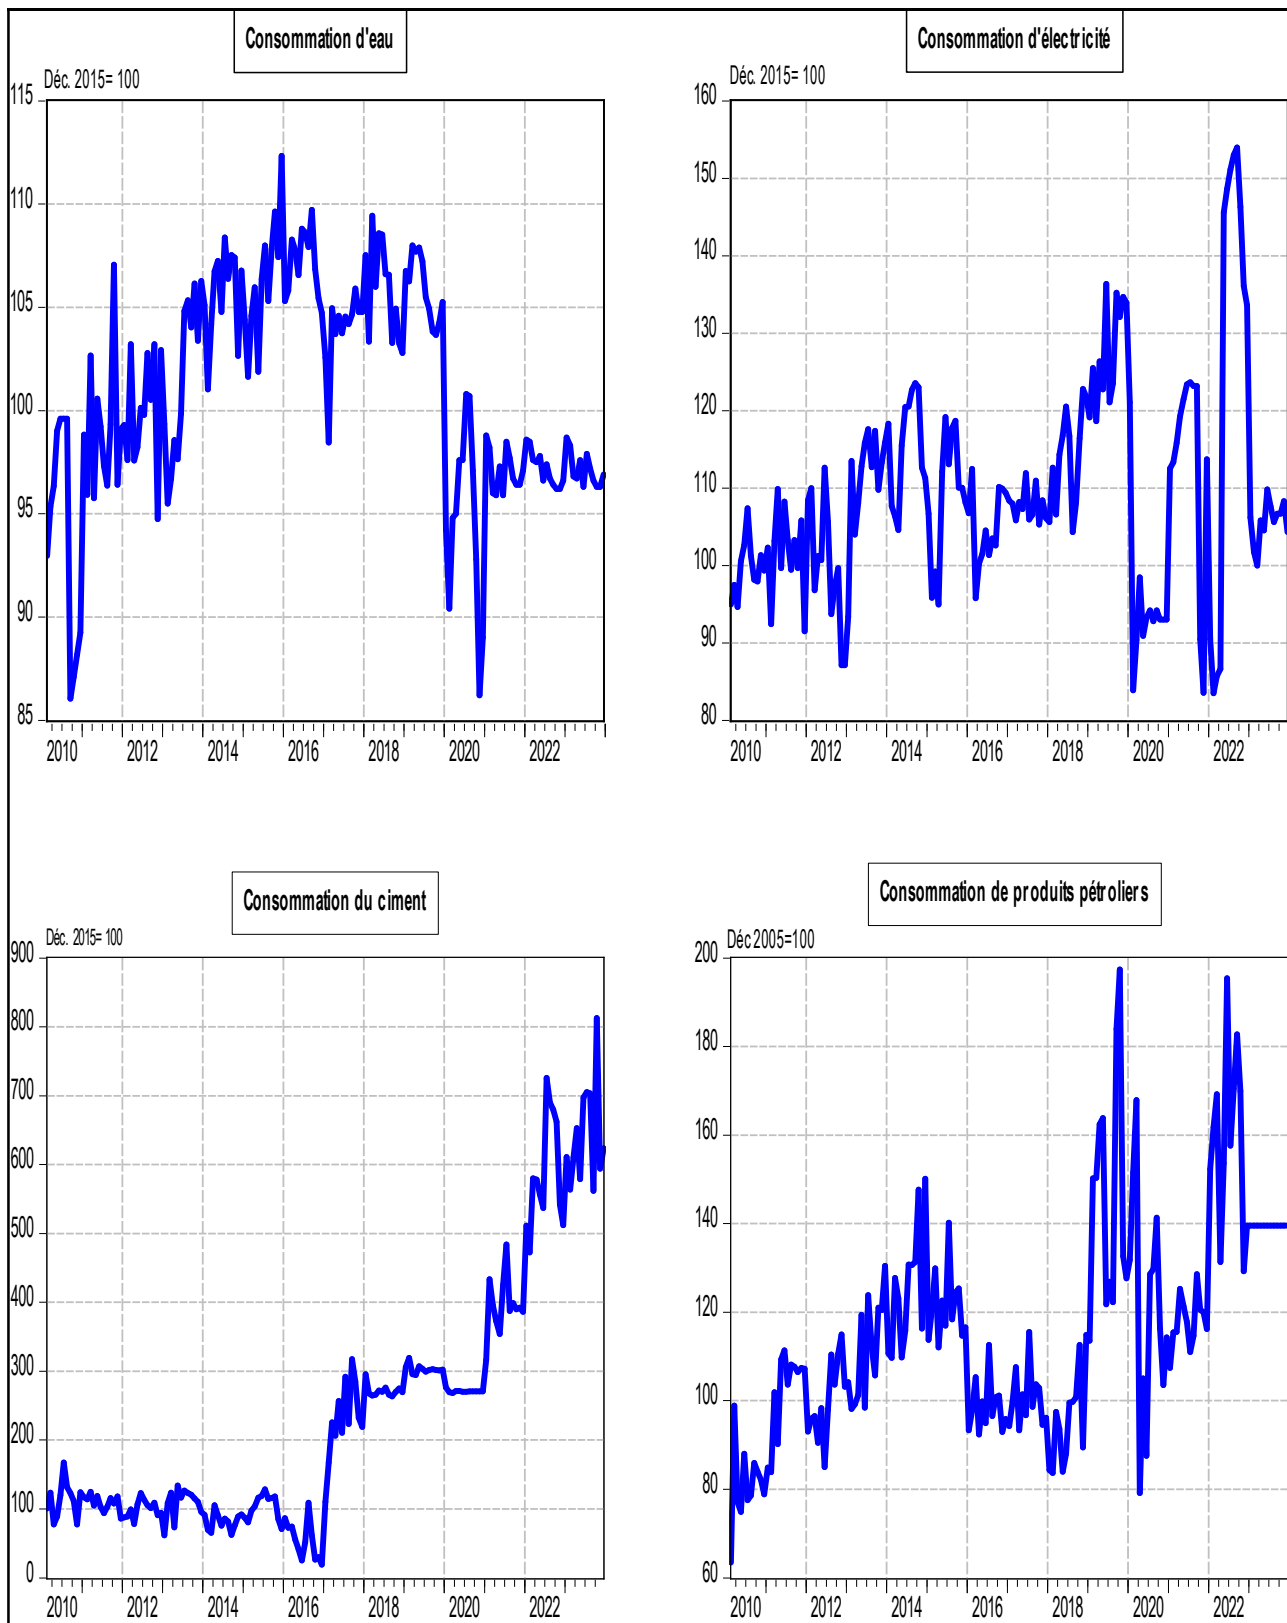 Consommation d'eau
Déc. 2015= 100
115
110
105
100
95
90
85
2010 2012 2014 2016 2018 2020 2022
Consommation d'électricité
Déc. 2015= 100
160
150
140
130
120
110
100
90
80
2010 2012 2014 2016 2018 2020 2022
Consommation du ciment
Déc. 2015= 100
900
800
700
600
500
400
300
200
100
0
2010 2012 2014 2016 2018 2020 2022
Consommation de produits pétroliers
Déc 2005=100
200
180
160
140
120
100
80
60
2010 2012 2014 2016 2018 2020 2022